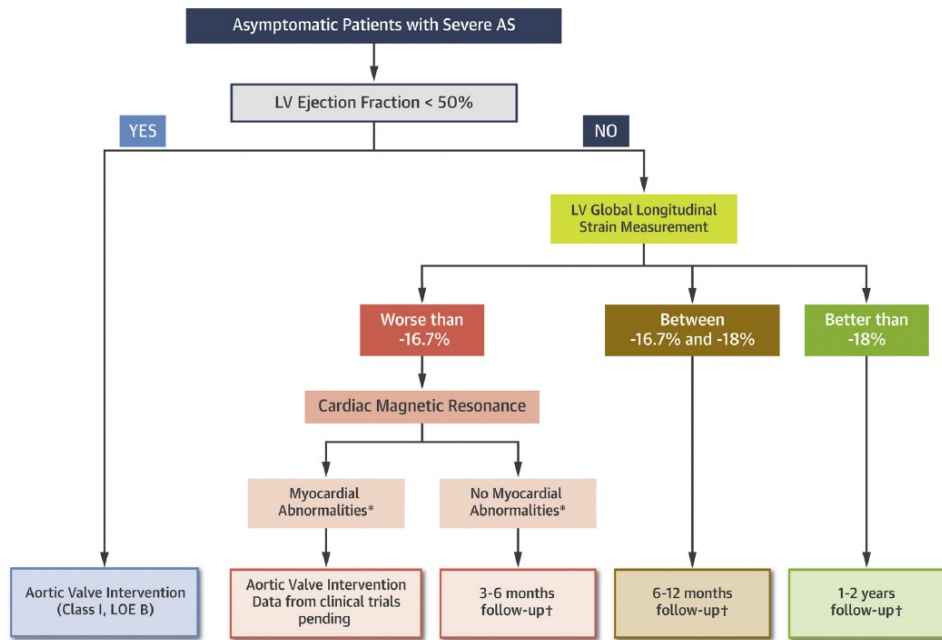 Asymptomatic Patients with Severe AS
LV Ejection Fraction < 50%
YES
NO
LV Global Longitudinal
Strain Measurement
Worse than
-16.7%
Between
-16.7% and -18%
Better than
-18%
Cardiac Magnetic Resonance
Myocardial
Abnormalities*
No Myocardial
Abnormalities*
Aortic Valve Intervention
(Class I, LOE B)
Aortic Valve Intervention
Data from clinical trials
pending
3-6 months
follow-up†
6-12 months
follow-up†
1-2 years
follow-up†